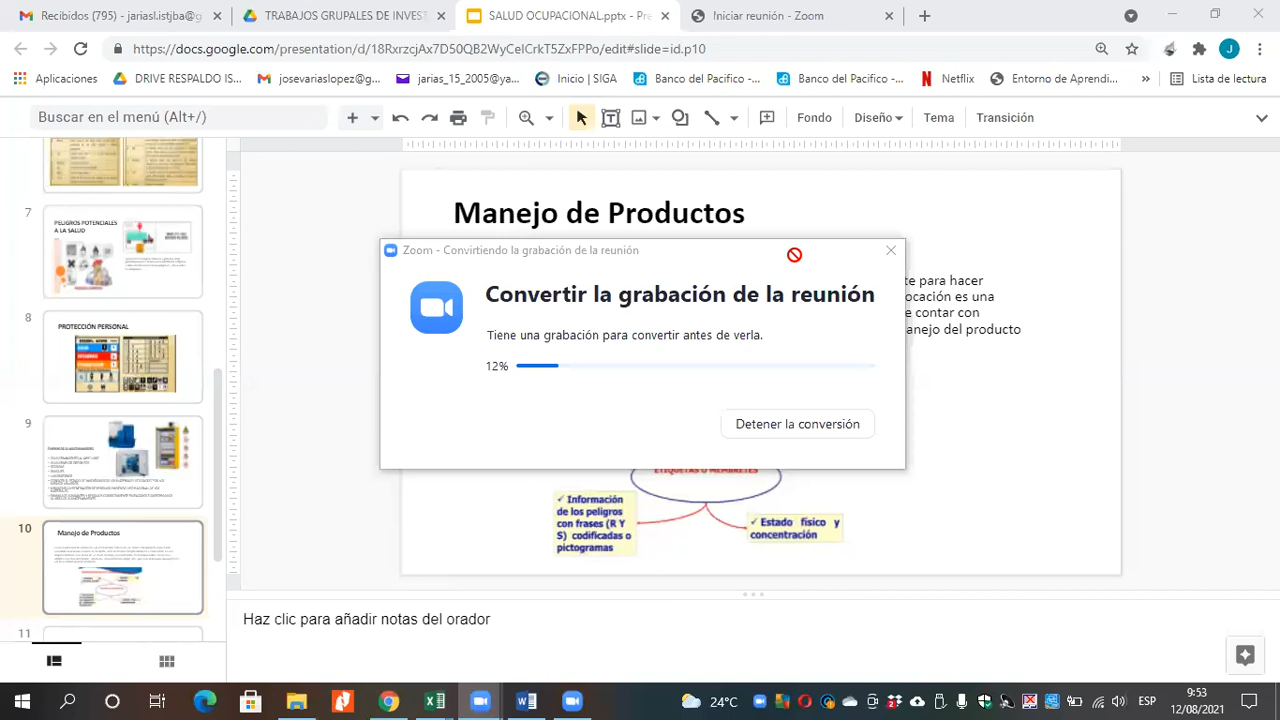 Recibidos (795) - jariasl.istjba@g
TRABAJOS GRUPALES DE INVEST
SALUD OCUPACIONAL.pptx - Pre
Iniciar reunión - Zoom
https://docs.google.com/presentation/d/18RxrzcjAx7D50QB2WyCelCrkT5ZxFPPo/edit#slide=id.p10
J
Aplicaciones
DRIVE RESPALDO IS...
josevariaslopez@g...
jarias_15_2005@ya...
Inicio | SIGA
Banco del Pacifico -...
Banco del Pacifico -...
Netflix
Entorno de Aprendi...
»
Lista de lectura
Buscar en el menú (Alt+/)
Fondo
Diseño
Tema
Transición
7
PELIGROS POTENCIALES
A LA SALUD
8
PROTECCIÓN PERSONAL
9
10
Manejo de Productos
11
Manejo de Productos
te para hacer
ocación es una
e contar con
anejo del producto
Zoom - Convirtiendo la grabación de la reunión
Convertir la grabación de la reunión
Tiene una grabación para convertir antes de verla.
12%
Detener la conversión
ETIQUETAS O MEMBRETES
✓ Información
de los peligros
con frases (R Y
S) codificadas o
pictogramas
✓ Estado físico y
concentración
Haz clic para añadir notas del orador
24°C
ESP
9:53
12/08/2021